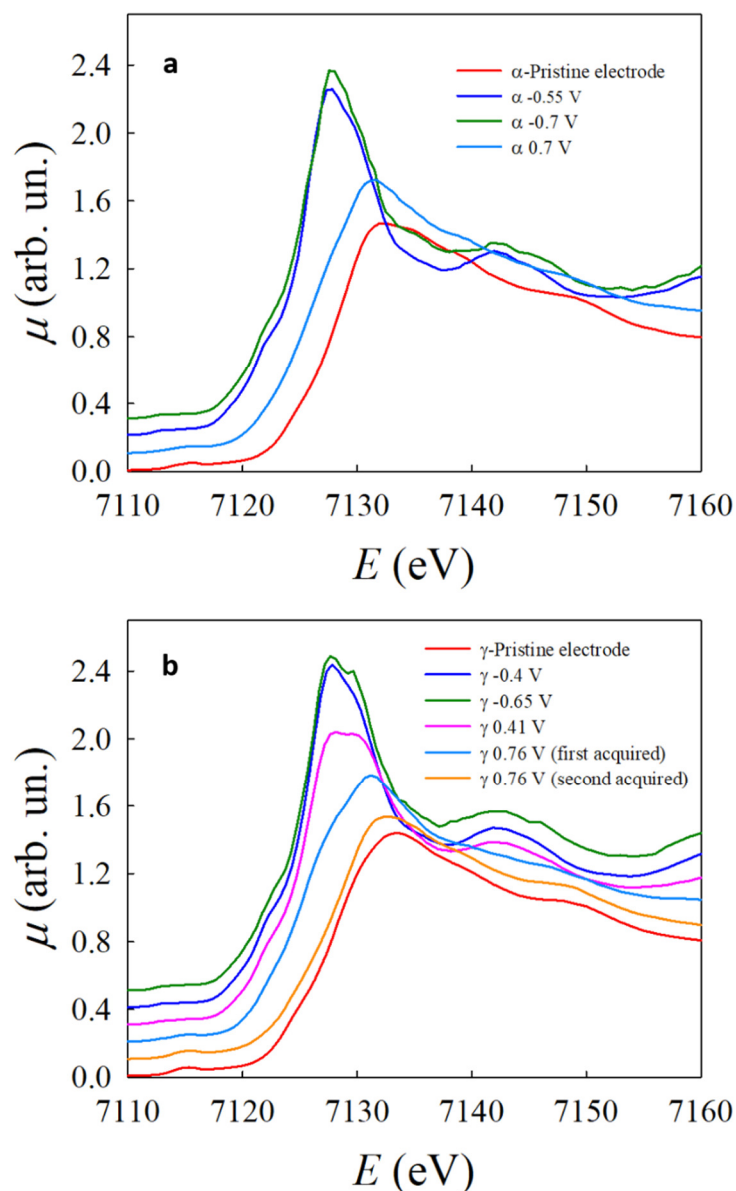 a
α-Pristine electrode
α -0.55 V
α -0.7 V
α 0.7 V
μ (arb. un.)
2.4
2.0
1.6
1.2
0.8
0.4
0.0
7110 7120 7130 7140 7150 7160
E (eV)
b
γ-Pristine electrode
γ -0.4 V
γ -0.65 V
γ 0.41 V
γ 0.76 V (first acquired)
γ 0.76 V (second acquired)
μ (arb. un.)
2.4
2.0
1.6
1.2
0.8
0.4
0.0
7110 7120 7130 7140 7150 7160
E (eV)